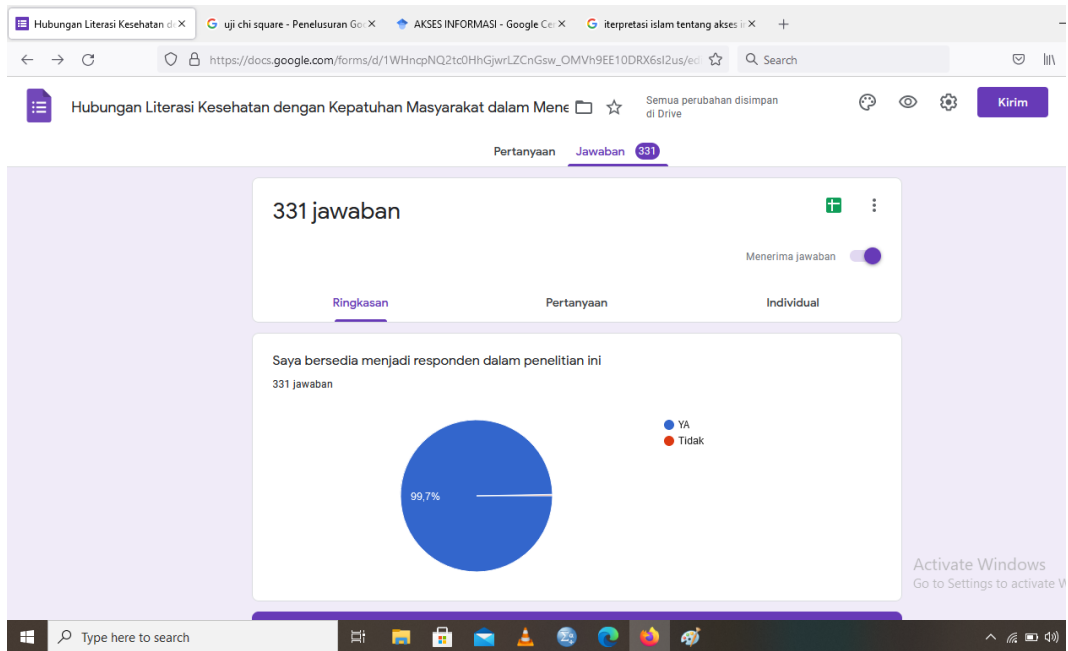 Hubungan Literasi Kesehatan d
uji chi square - Penelusuran Goo
AKSES INFORMASI - Google Cer
iterpretasi islam tentang akses i
https://docs.google.com/forms/d/1WHncpNQ2tc0HhGjwrLZCnGsw_OMVh9EE10DRX6sI2us/ed
Search
Hubungan Literasi Kesehatan dengan Kepatuhan Masyarakat dalam Mene
Semua perubahan disimpan
di Drive
Kirim
Pertanyaan Jawaban 331
331 jawaban
Menerima jawaban
Ringkasan Pertanyaan Individual
Saya bersedia menjadi responden dalam penelitian ini
331 jawaban
YA
Tidak
99,7%
Activate Windows
Go to Settings to activate W
Type here to search